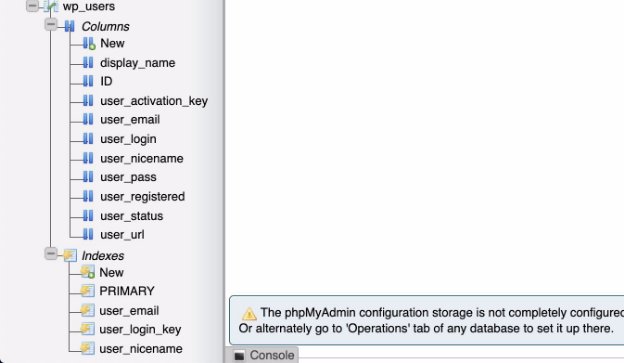 wp_users
Columns
New
display_name
ID
user_activation_key
user_email
user_login
user_nicename
user_pass
user_registered
user_status
user_url
Indexes
New
PRIMARY
user_email
user_login_key
user_nicename
The phpMyAdmin configuration storage is not completely configured
Or alternately go to 'Operations' tab of any database to set it up there.
Console